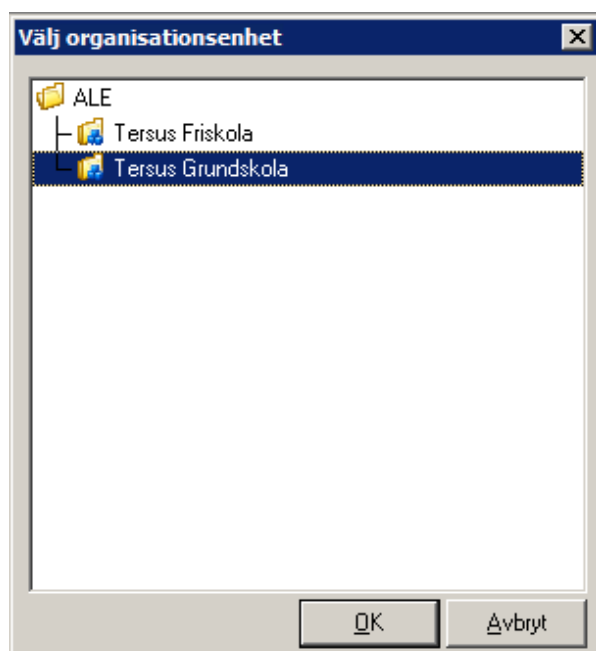 Välj organisationsenhet
ALE
Tersus Friskola
Tersus Grundskola
OK
Avbryt